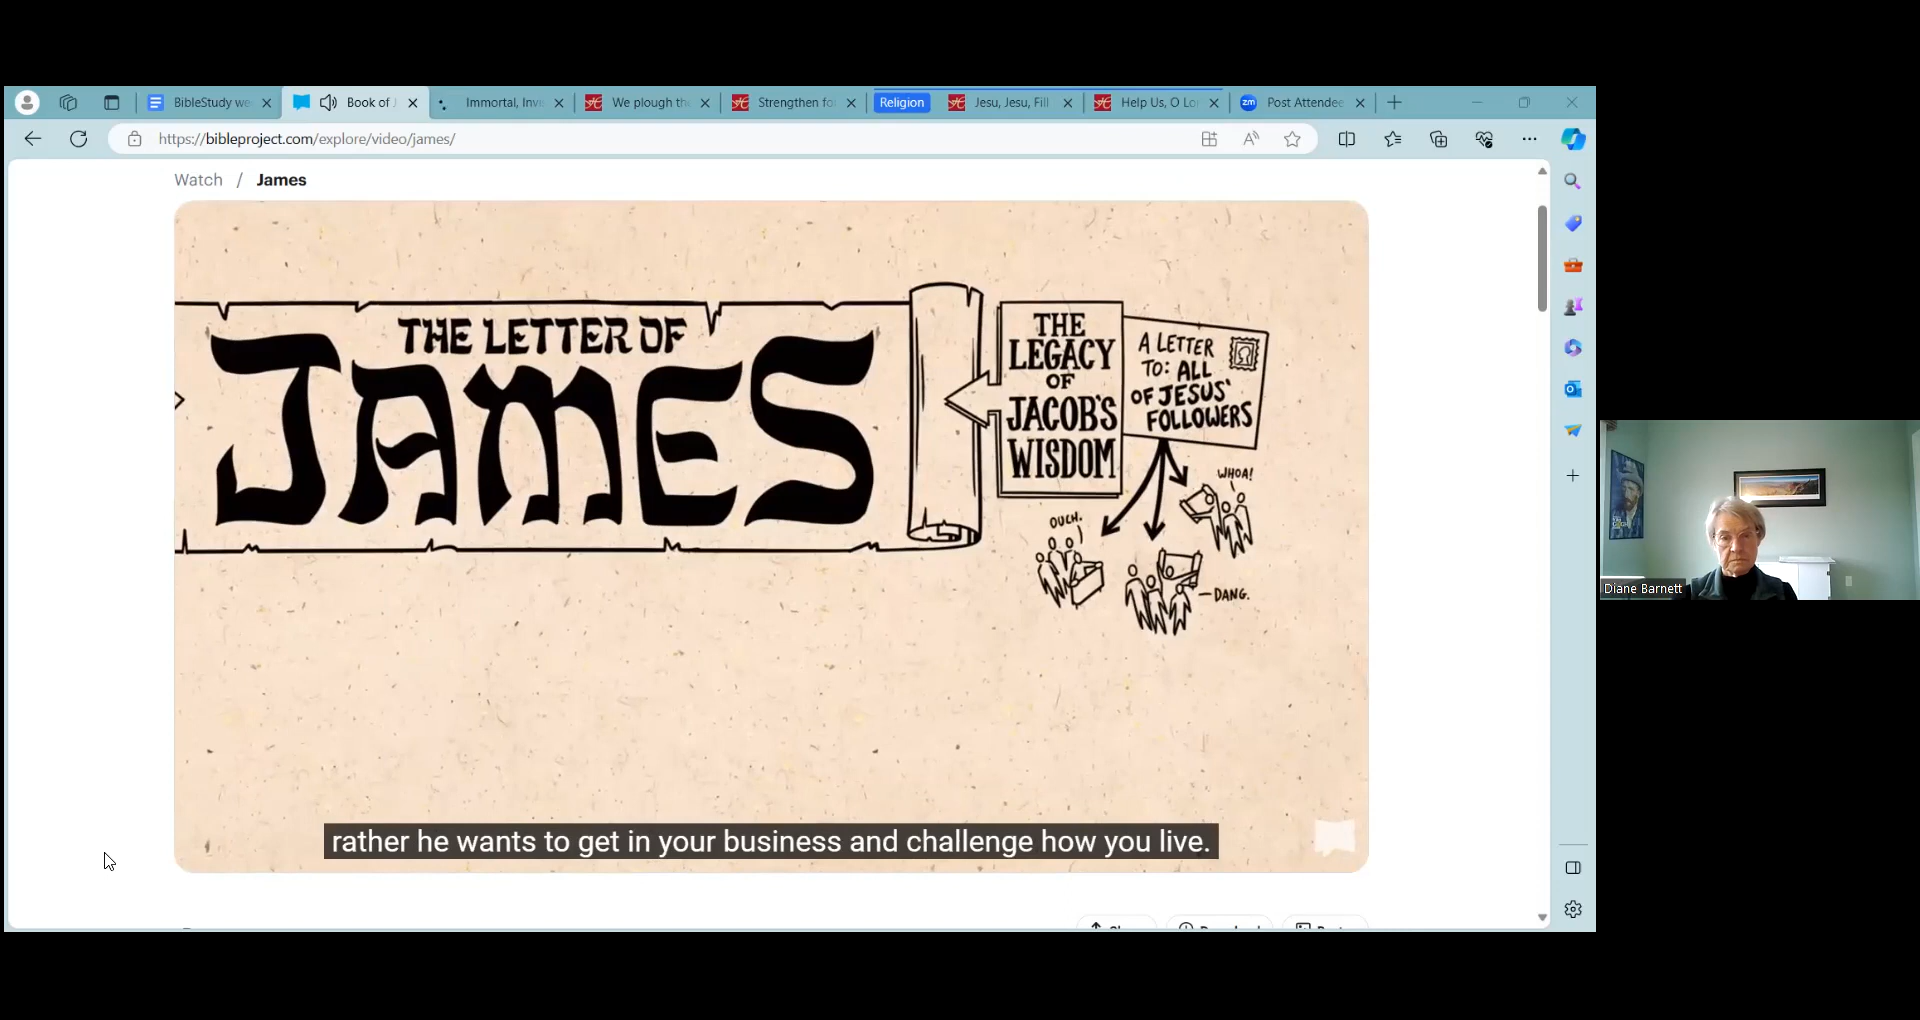 BibleStudy we
Book of J
Immortal, Invi
We plough th
Strengthen fo
Religion
Jesu, Jesu, Fill
Help Us, O Lo
zm
Post Attendee
https://bibleproject.com/explore/video/james/
Watch / James
THE LETTER OF
JAMES
THE
LEGACY
OF
JACOB'S
WISDOM
A LETTER
TO: ALL
OF JESUS'
FOLLOWERS
WHOA!
OUCH.
DANG.
rather he wants to get in your business and challenge how you live.
Diane Barnett